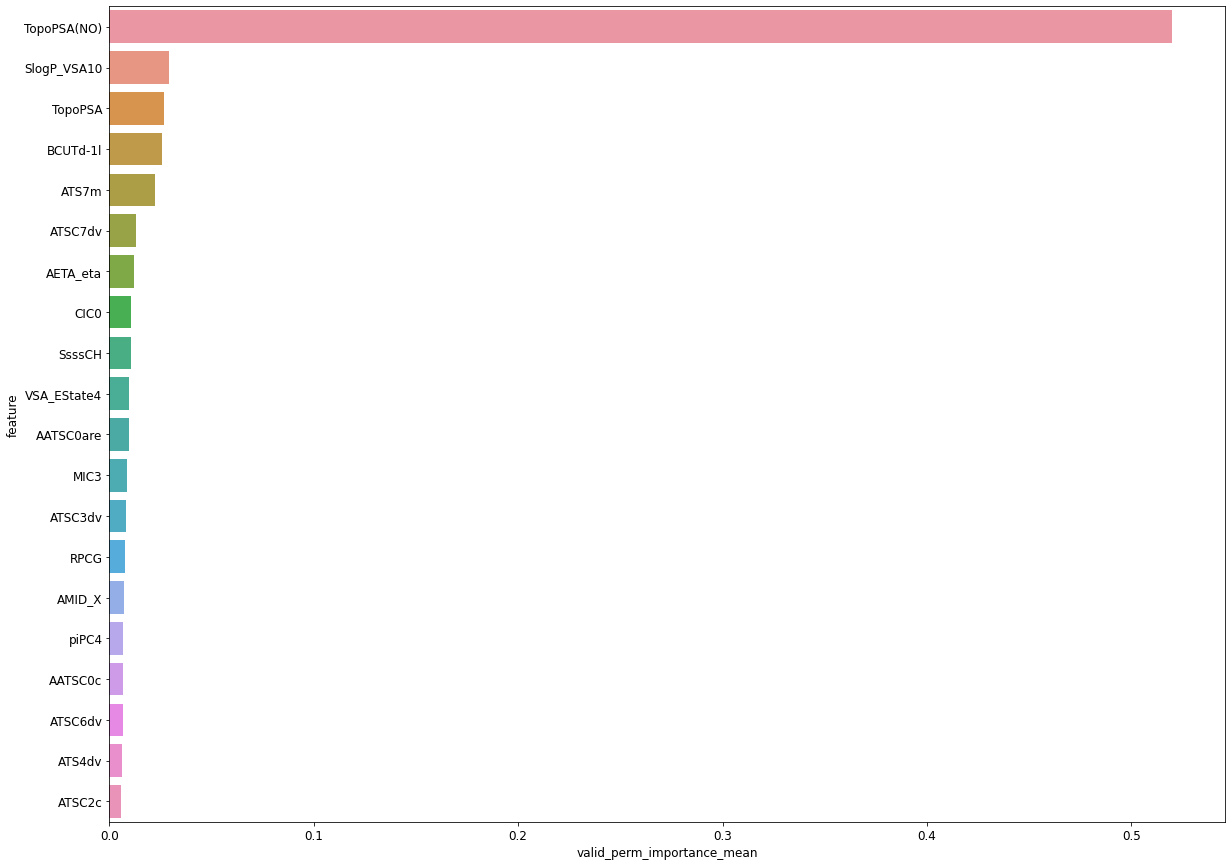 TopoPSA(NO)
SlogP_VSA10
TopoPSA
BCUTd-1l
ATS7m
ATSC7dv
AETA_eta
CIC0
SsssCH
VSA_EState4
AATSC0are
MIC3
ATSC3dv
RPCG
AMID_X
piPC4
AATSC0c
ATSC6dv
ATS4dv
ATSC2c
feature
0.0 0.1 0.2 0.3 0.4 0.5
valid_perm_importance_mean